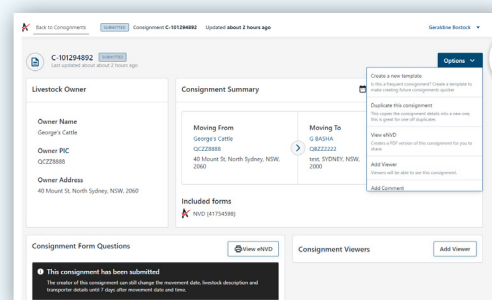 Back to Consignments SUBMITTED Consignment C-101294892 Updated about 2 hours ago Geraldine Bostock
C-101294892 SUBMITTED
Last updated about about 2 hours ago
Options
Create a new template
Is this a frequent consignment? Create a template to
make creating future consignments quicker
Duplicate this consignment
This copies the consignment details into a new one,
this is great for one off duplicates.
View eNVD
Creates a PDF version of this consignment for you to
share
Add Viewer
Viewers will be able to see this consignment.
Add Comment
Livestock Owner
Owner Name
George's Cattle
Owner PIC
QCZZ8888
Owner Address
40 Mount St, North Sydney, NSW, 2060
Consignment Summary
Moving From
George's Cattle
QCZZ8888
40 Mount St, North Sydney, NSW,
2060
Moving To
G BASHA
QBZZ2222
test, SYDNEY, NSW,
2000
Included forms
NVD (41754598)
Consignment Form Questions
View eNVD
This consignment has been submitted
The creator of this consignment can still change the movement date, livestock description and
transporter details until 7 days after movement date and time.
Consignment Viewers
Add Viewer